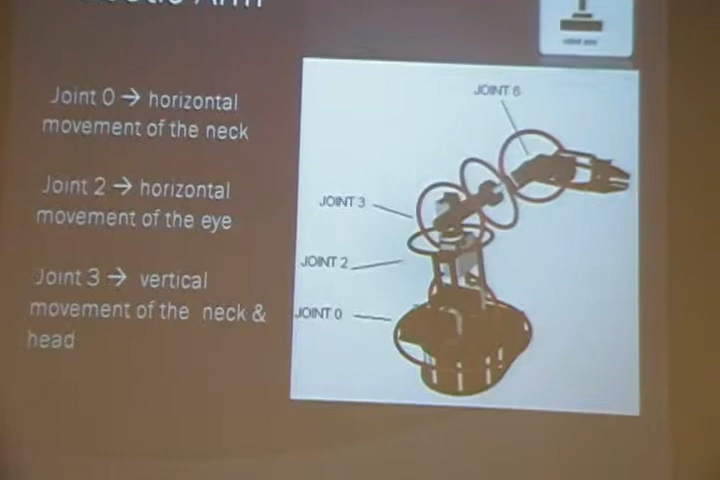 Joint 0 → horizontal
movement of the neck
Joint 2 → horizontal
movement of the eye
Joint 3 → vertical
movement of the neck &
head
JOINT 6
JOINT 3
JOINT 2
JOINT 0